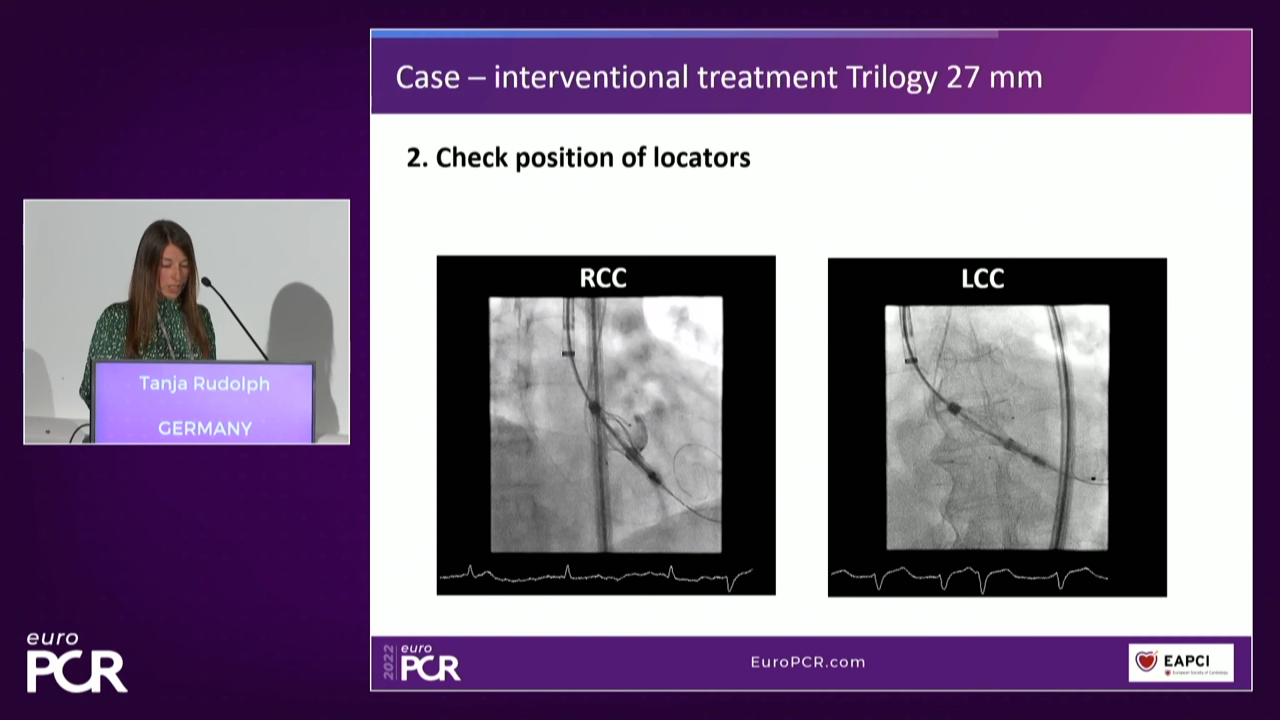 Case – interventional treatment Trilogy 27 mm
2. Check position of locators
RCC
LCC
Tanja Rudolph
GERMANY
euro
PCR
2022
euro
PCR
EuroPCR.com
EAPCI